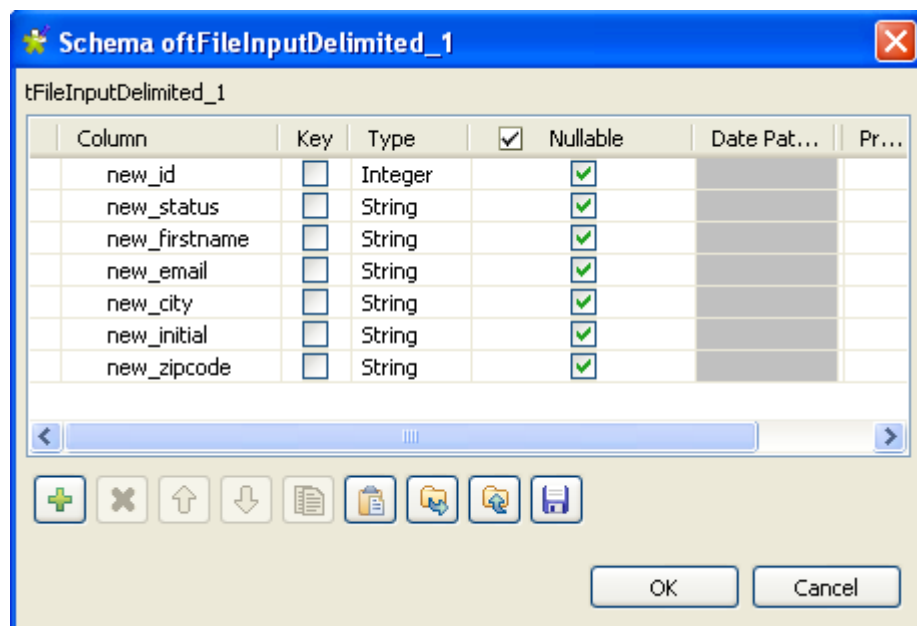 Schema oftFileInputDelimited_1
tFileInputDelimited_1
Column Key Type Nullable Date Pat... Pr...
new_id Integer
new_status String
new_firstname String
new_email String
new_city String
new_initial String
new_zipcode String
OK Cancel